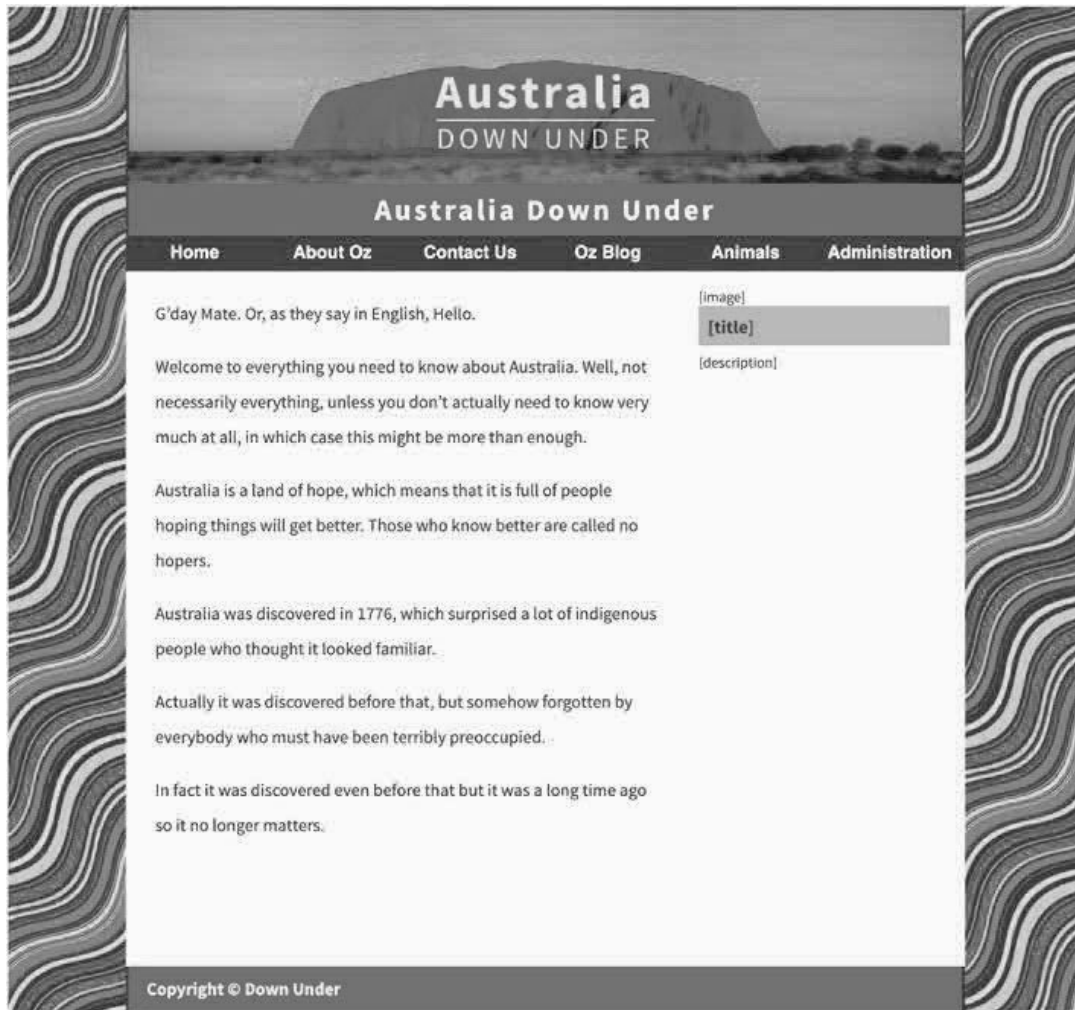 Australia
DOWN UNDER
Australia Down Under
Home About Oz Contact Us Oz Blog Animals Administration
G'day Mate. Or, as they say in English, Hello.
Welcome to everything you need to know about Australia. Well, not
necessarily everything, unless you don't actually need to know very
much at all, in which case this might be more than enough.
Australia is a land of hope, which means that it is full of people
hoping things will get better. Those who know better are called no
hopers.
Australia was discovered in 1776, which surprised a lot of indigenous
people who thought it looked familiar.
Actually it was discovered before that, but somehow forgotten by
everybody who must have been terribly preoccupied.
In fact it was discovered even before that but it was a long time ago
so it no longer matters.
[image]
[title]
[description]
Copyright © Down Under